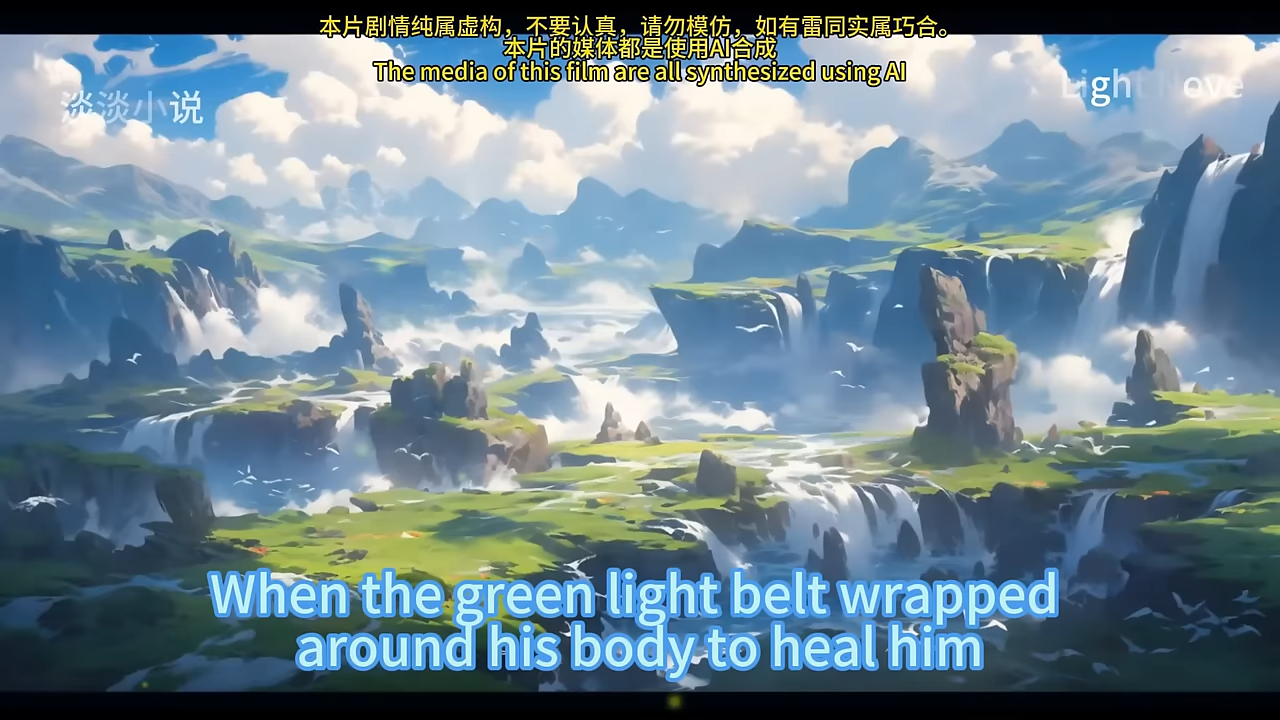 本片剧情纯属虚构，不要认真，请勿模仿，如有雷同实属巧合。
本片的媒体都是使用AI合成
The media of this film are all synthesized using AI
淡淡小说
Light
When the green light belt wrapped
around his body to heal him